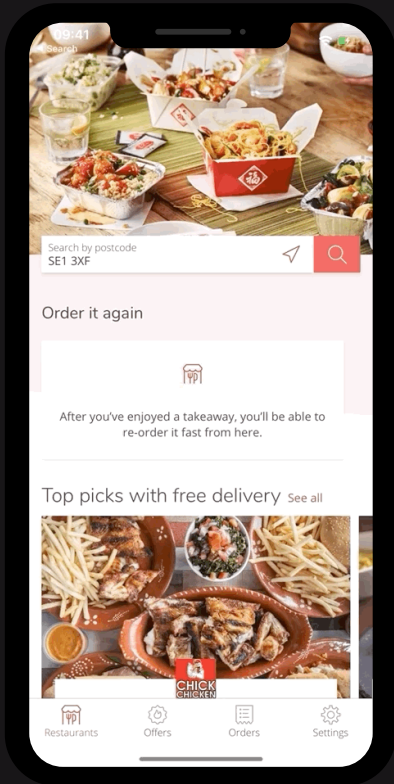 09:41
Search
福
Search by postcode
SE1 3XF
Order it again
After you've enjoyed a takeaway, you'll be able to
re-order it fast from here.
Top picks with free delivery See all
CHICK
CHICKEN
Restaurants Offers Orders Settings